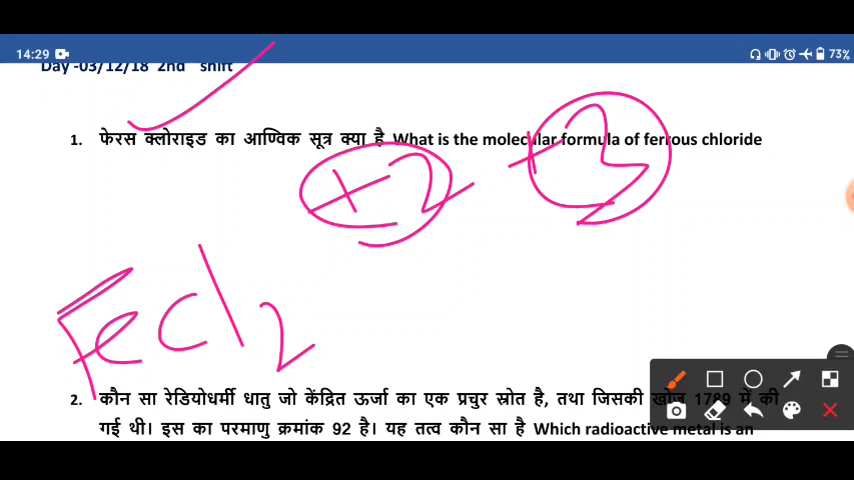 14:29 73%
Day -03/12/18 2nd shift
1. फेरस क्लोराइड का आण्विक सूत्र क्या है What is the molecular formula of ferrous chloride
+2 +3
FeCl2
2. कौन सा रेडियोधर्मी धातु जो केंद्रित ऊर्जा का एक प्रचुर स्रोत है, तथा जिसकी खोज 1789 में की
गई थी। इस का परमाणु क्रमांक 92 है। यह तत्व कौन सा है Which radioactive metal is an